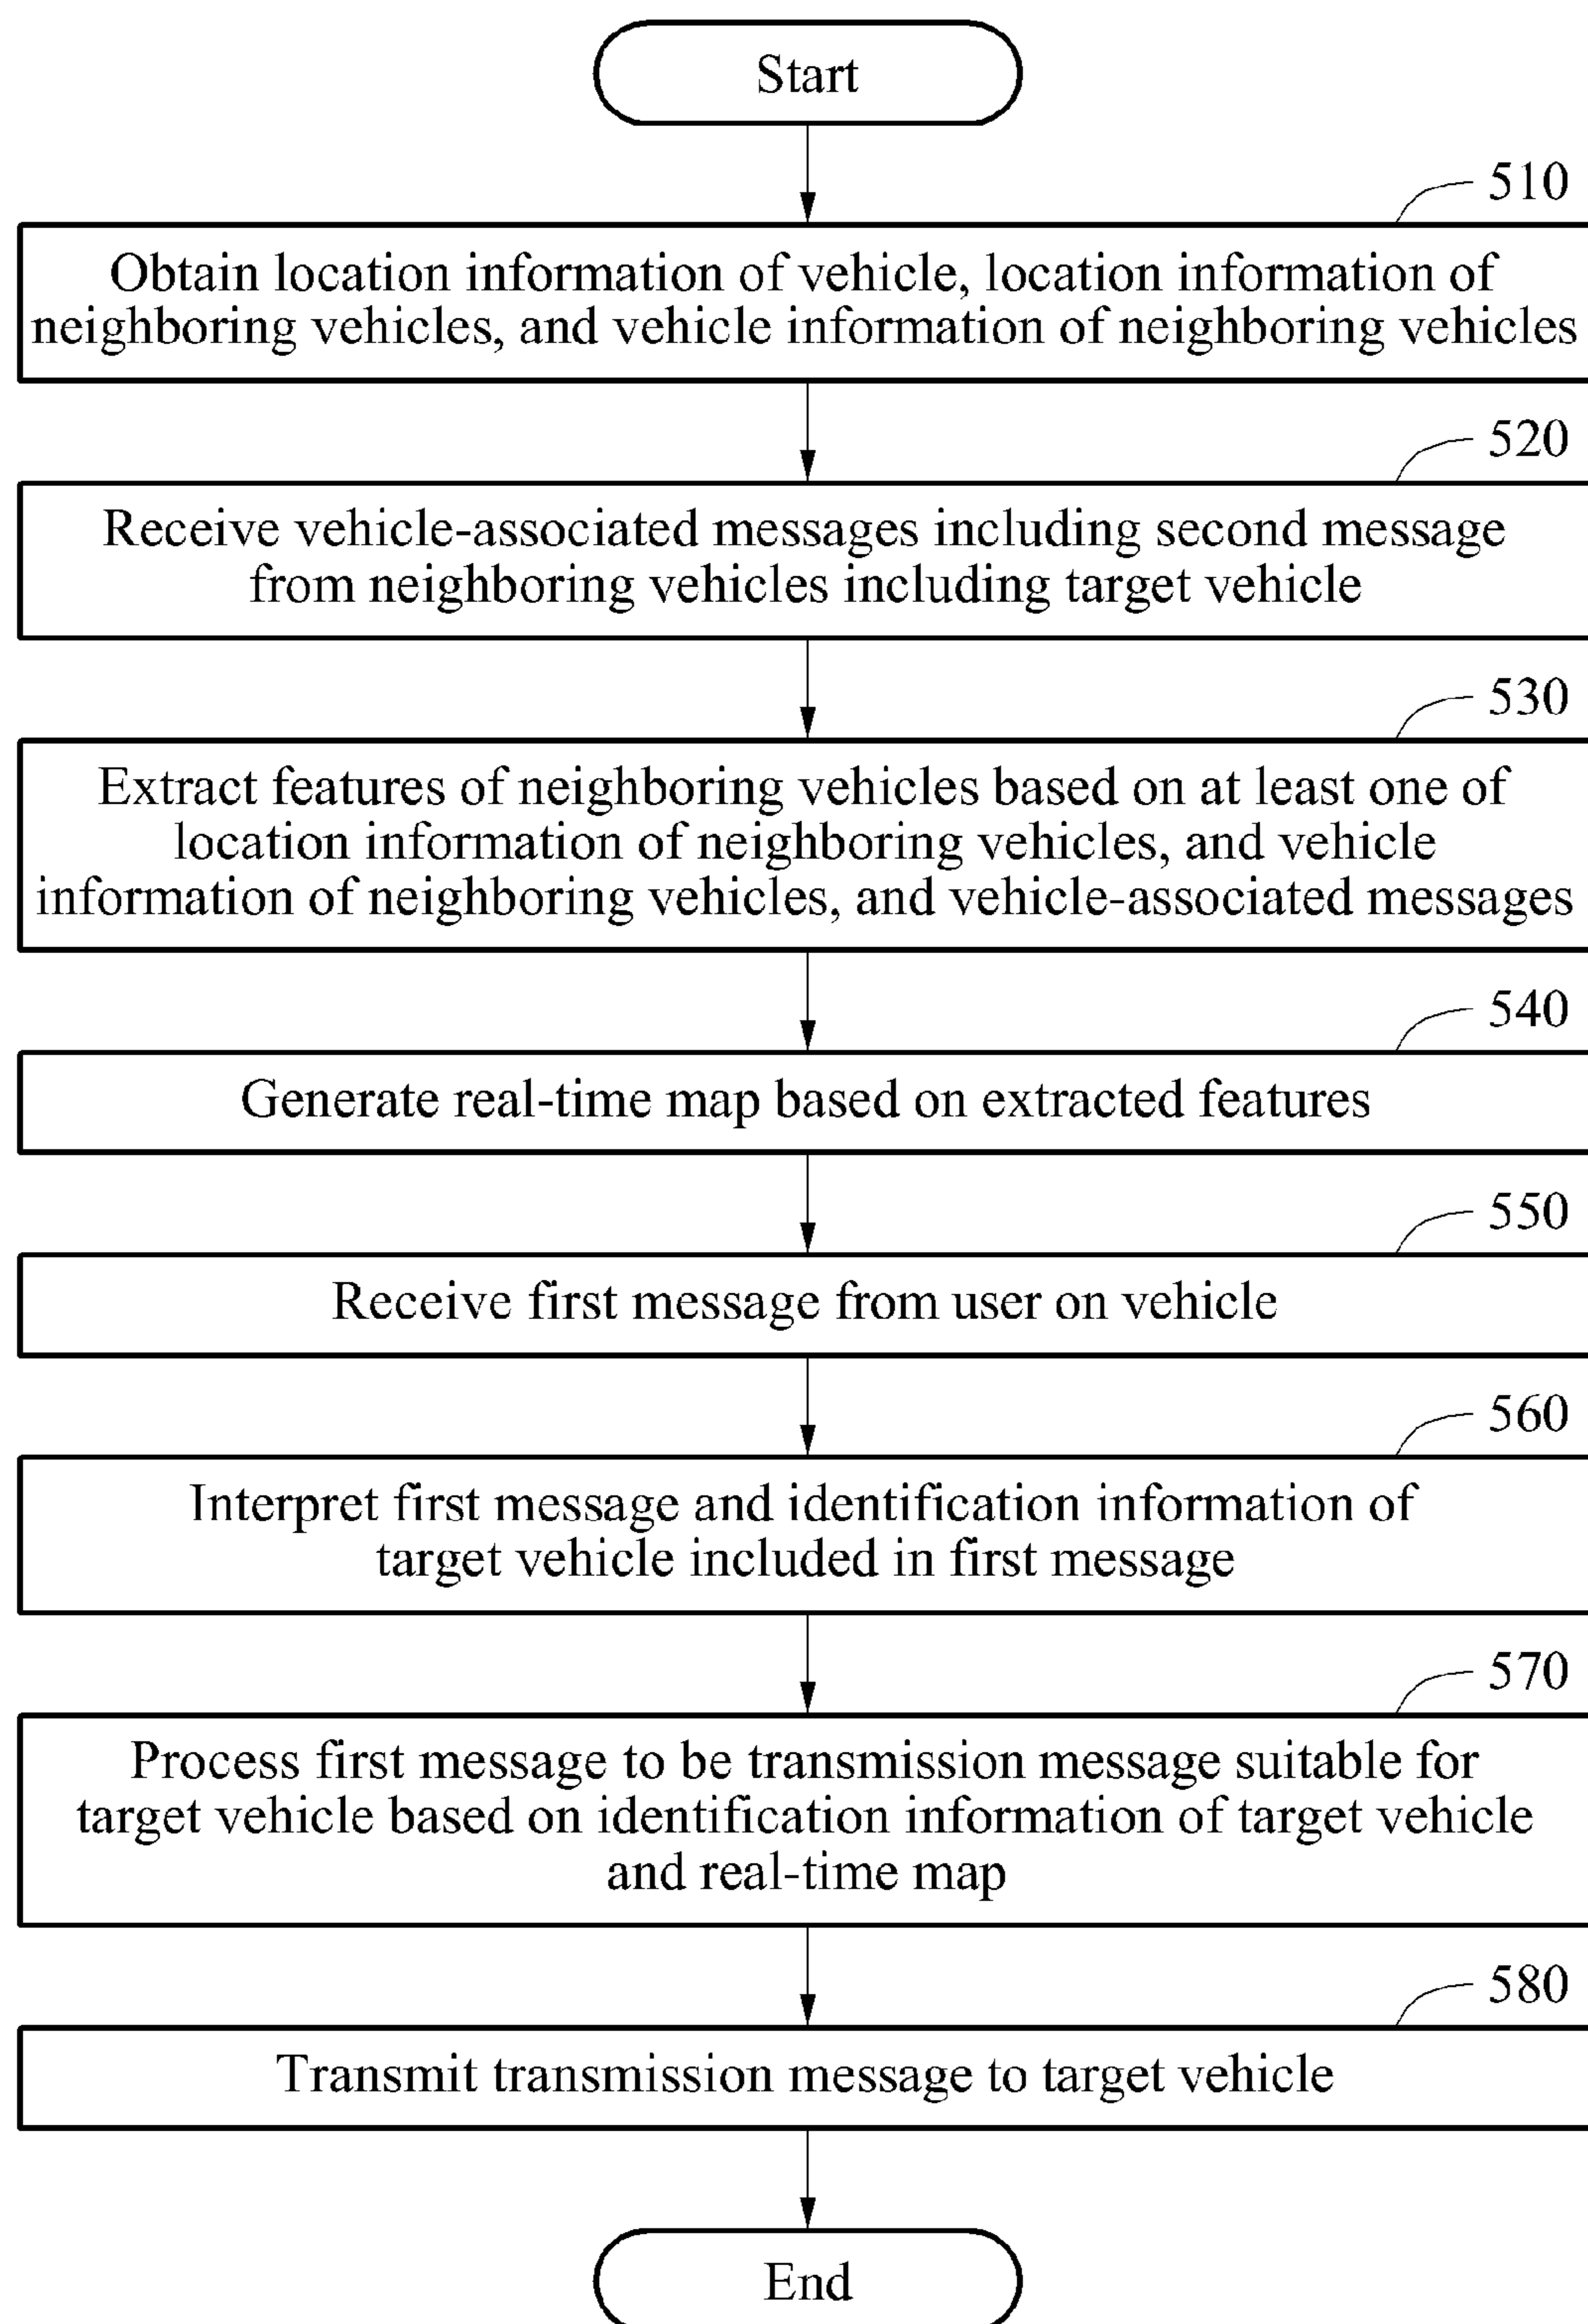 Start
510
Obtain location information of vehicle, location information of
neighboring vehicles, and vehicle information of neighboring vehicles
520
Receive vehicle-associated messages including second message
from neighboring vehicles including target vehicle
530
Extract features of neighboring vehicles based on at least one of
location information of neighboring vehicles, and vehicle
information of neighboring vehicles, and vehicle-associated messages
540
Generate real-time map based on extracted features
550
Receive first message from user on vehicle
560
Interpret first message and identification information of
target vehicle included in first message
570
Process first message to be transmission message suitable for
target vehicle based on identification information of target vehicle
and real-time map
580
Transmit transmission message to target vehicle
End